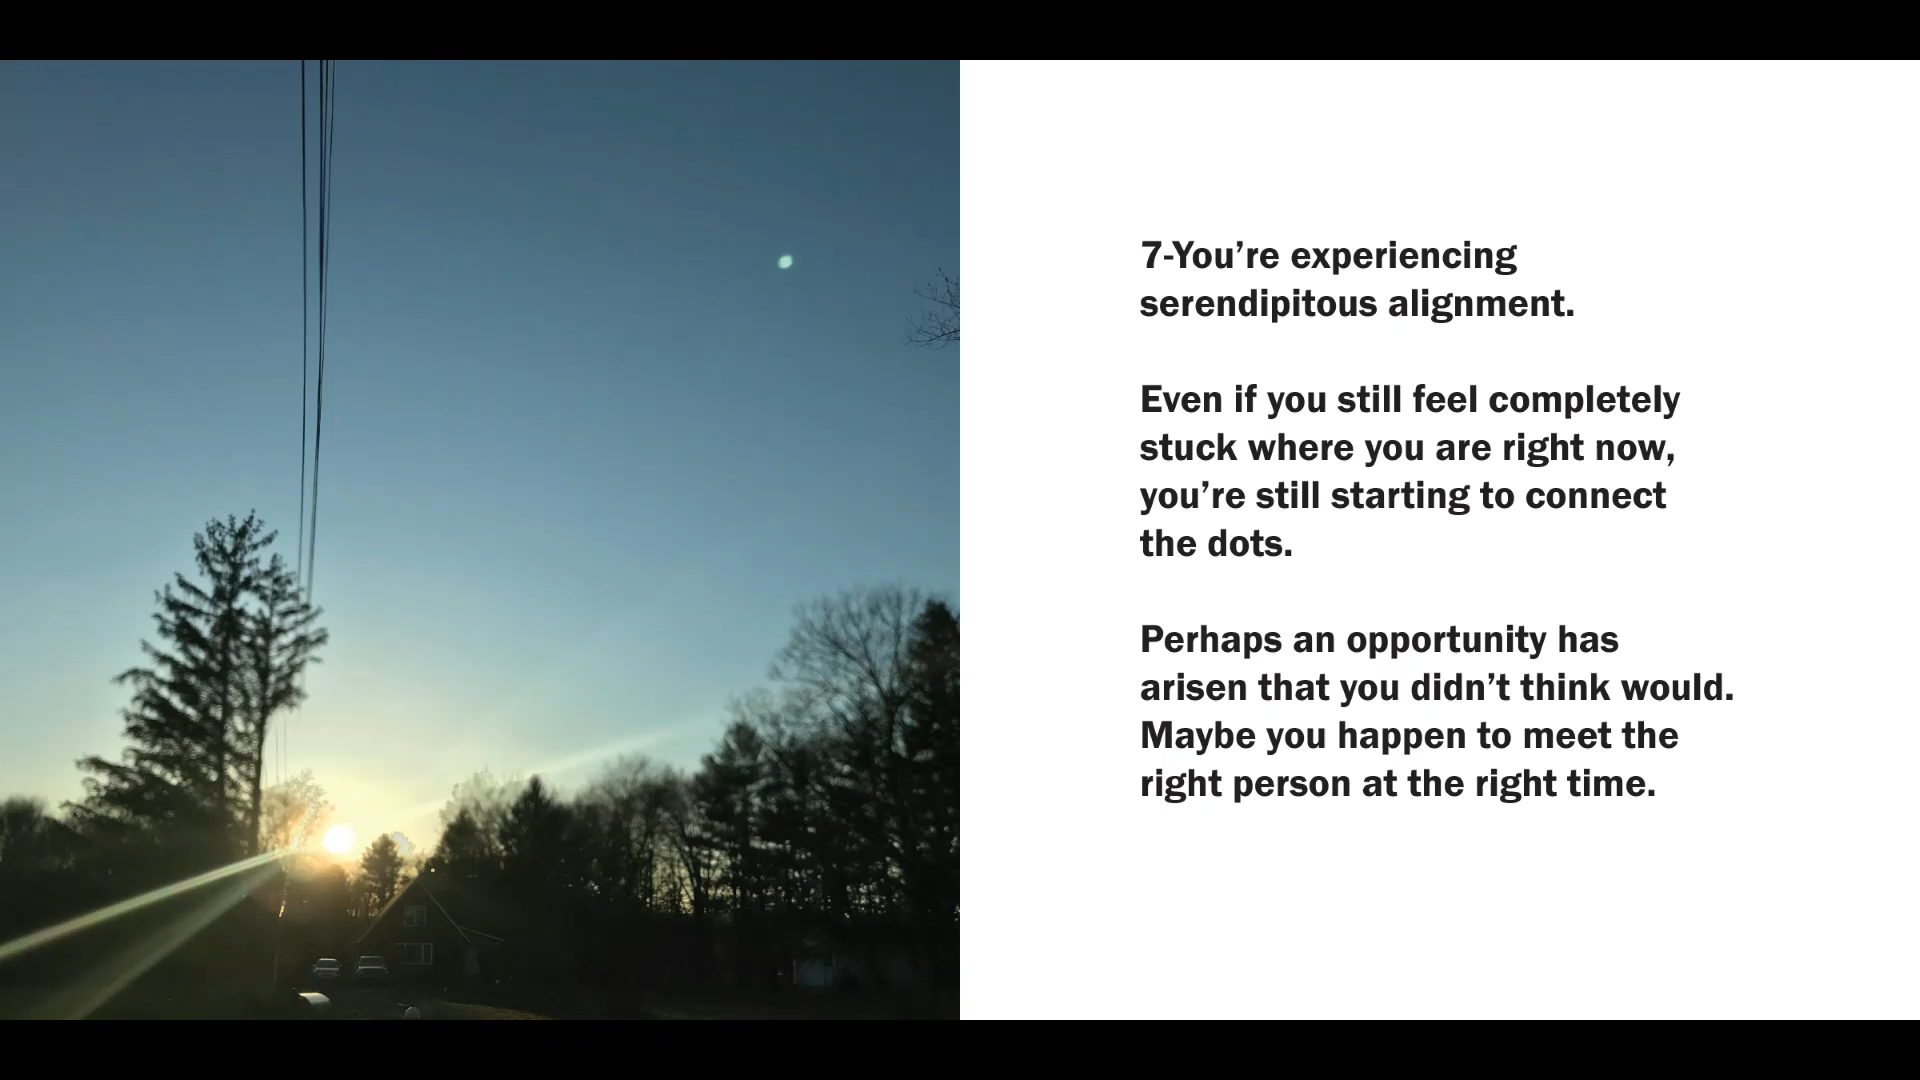 7-You’re experiencing
serendipitous alignment.
Even if you still feel completely
stuck where you are right now,
you’re still starting to connect
the dots.
Perhaps an opportunity has
arisen that you didn’t think would.
Maybe you happen to meet the
right person at the right time.